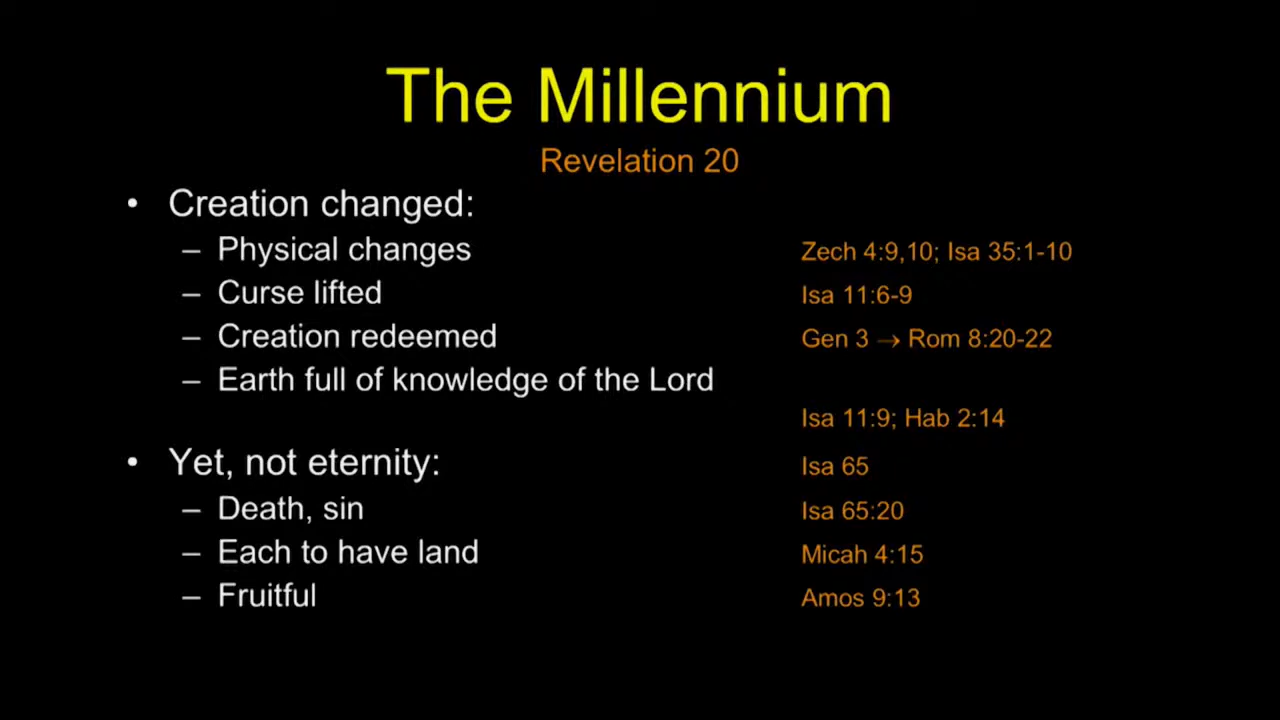 The Millennium
Revelation 20
• Creation changed:
– Physical changes Zech 4:9,10; Isa 35:1-10
– Curse lifted Isa 11:6-9
– Creation redeemed Gen 3 → Rom 8:20-22
– Earth full of knowledge of the Lord
Isa 11:9; Hab 2:14
• Yet, not eternity: Isa 65
– Death, sin Isa 65:20
– Each to have land Micah 4:15
– Fruitful Amos 9:13